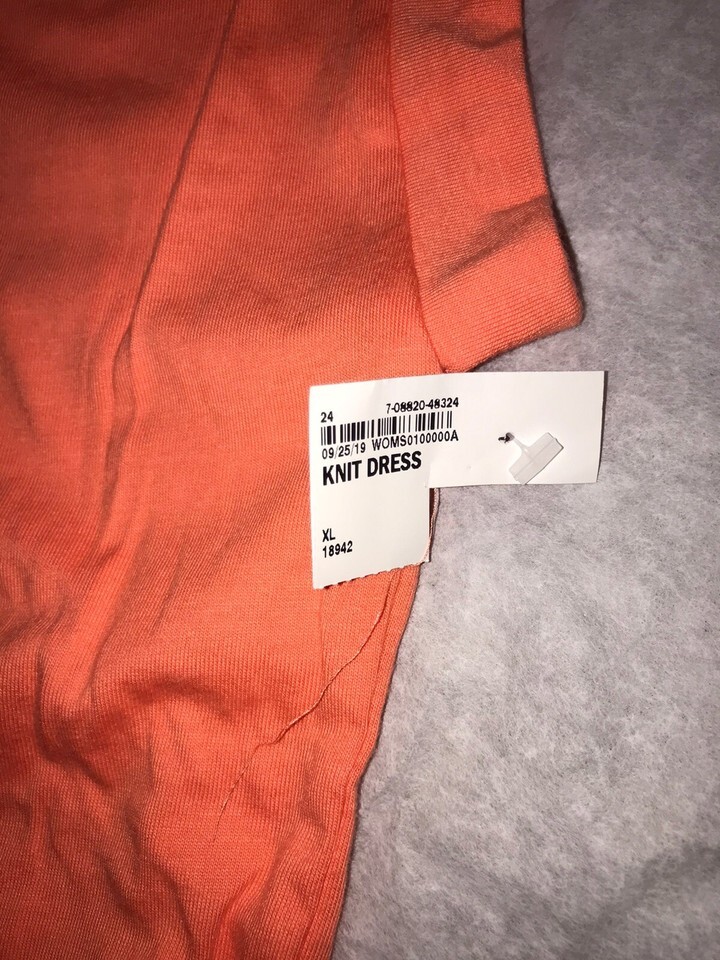 24 7-08820-48324
09/25/19 WOMS0100000A
KNIT DRESS
XL
18942